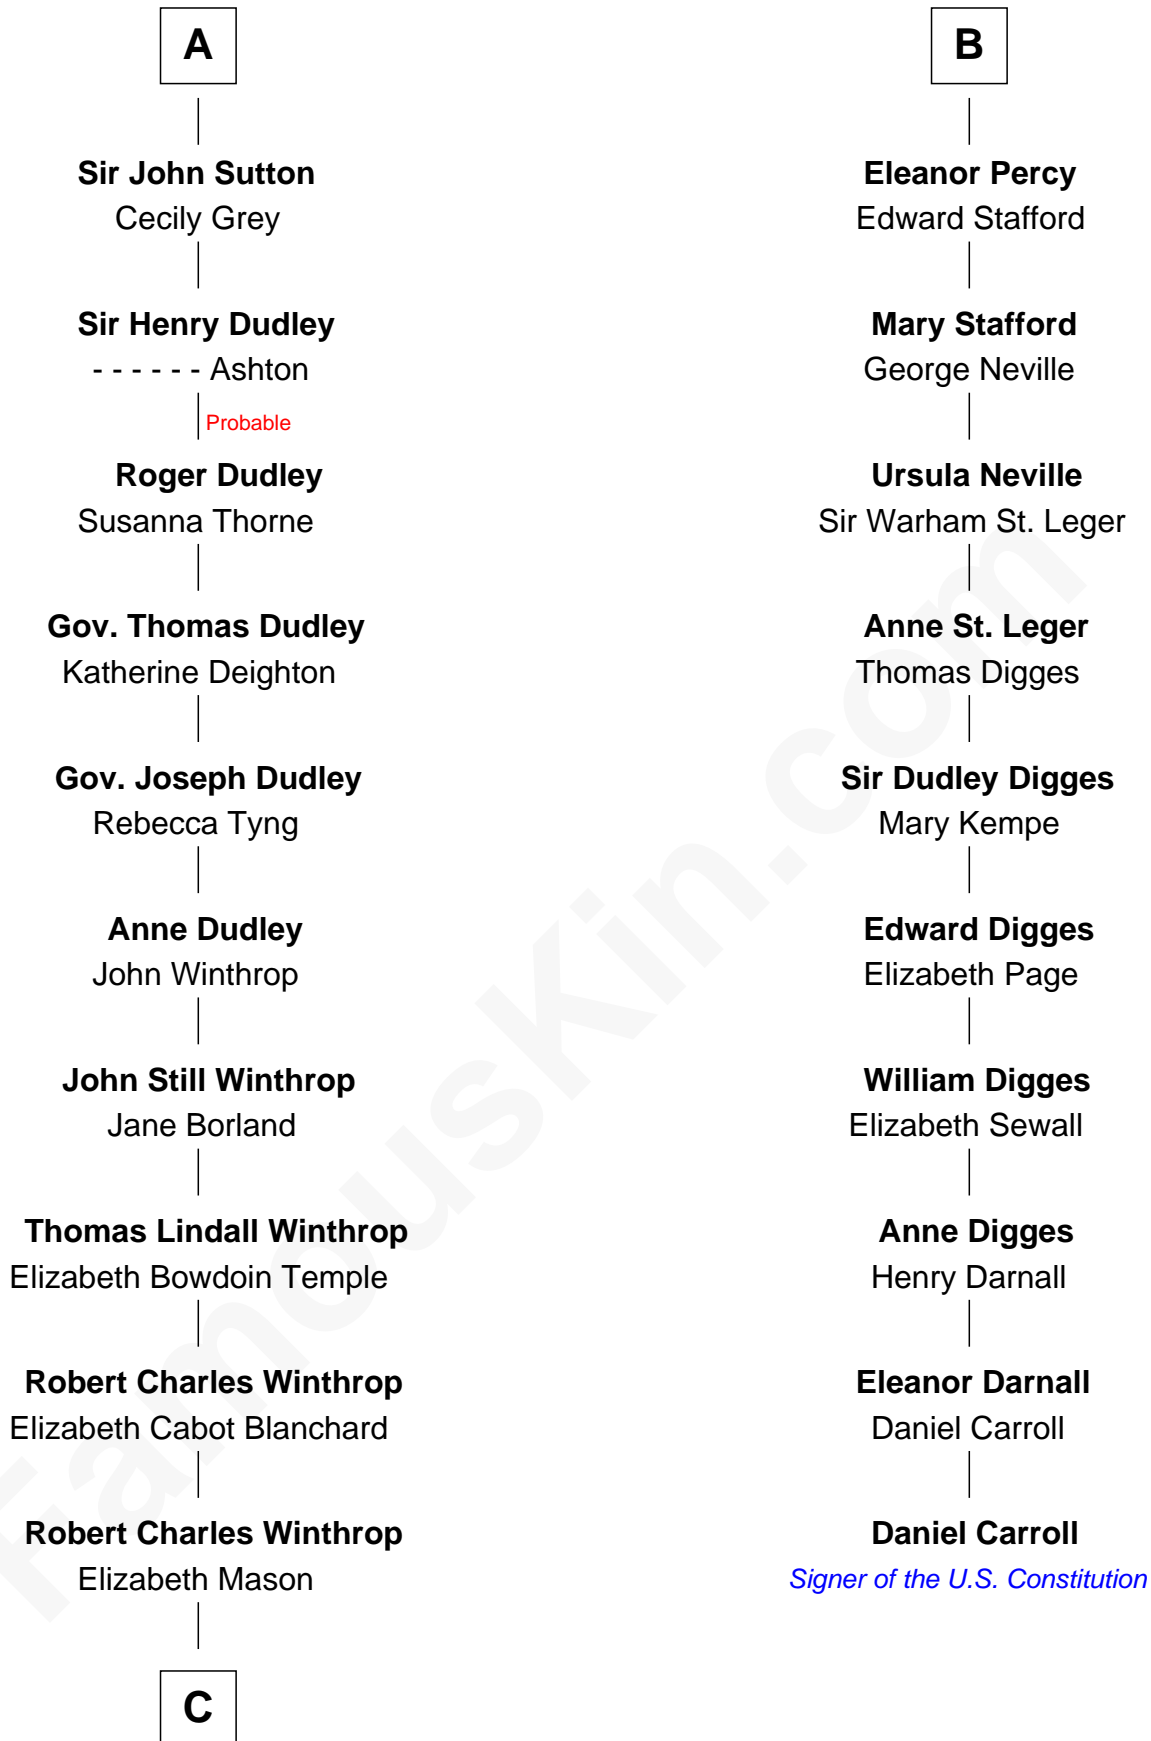 A
Sir John Sutton
Cecily Grey
Sir Henry Dudley
- - - - - - Ashton
Probable
Roger Dudley
Susanna Thorne
Gov. Thomas Dudley
Katherine Deighton
Gov. Joseph Dudley
Rebecca Tyng
Anne Dudley
John Winthrop
John Still Winthrop
Jane Borland
Thomas Lindall Winthrop
Elizabeth Bowdoin Temple
Robert Charles Winthrop
Elizabeth Cabot Blanchard
Robert Charles Winthrop
Elizabeth Mason
C
B
Eleanor Percy
Edward Stafford
Mary Stafford
George Neville
Ursula Neville
Sir Warham St. Leger
Anne St. Leger
Thomas Digges
Sir Dudley Digges
Mary Kempe
Edward Digges
Elizabeth Page
William Digges
Elizabeth Sewall
Anne Digges
Henry Darnall
Eleanor Darnall
Daniel Carroll
Daniel Carroll
Signer of the U.S. Constitution
FamousKin.com